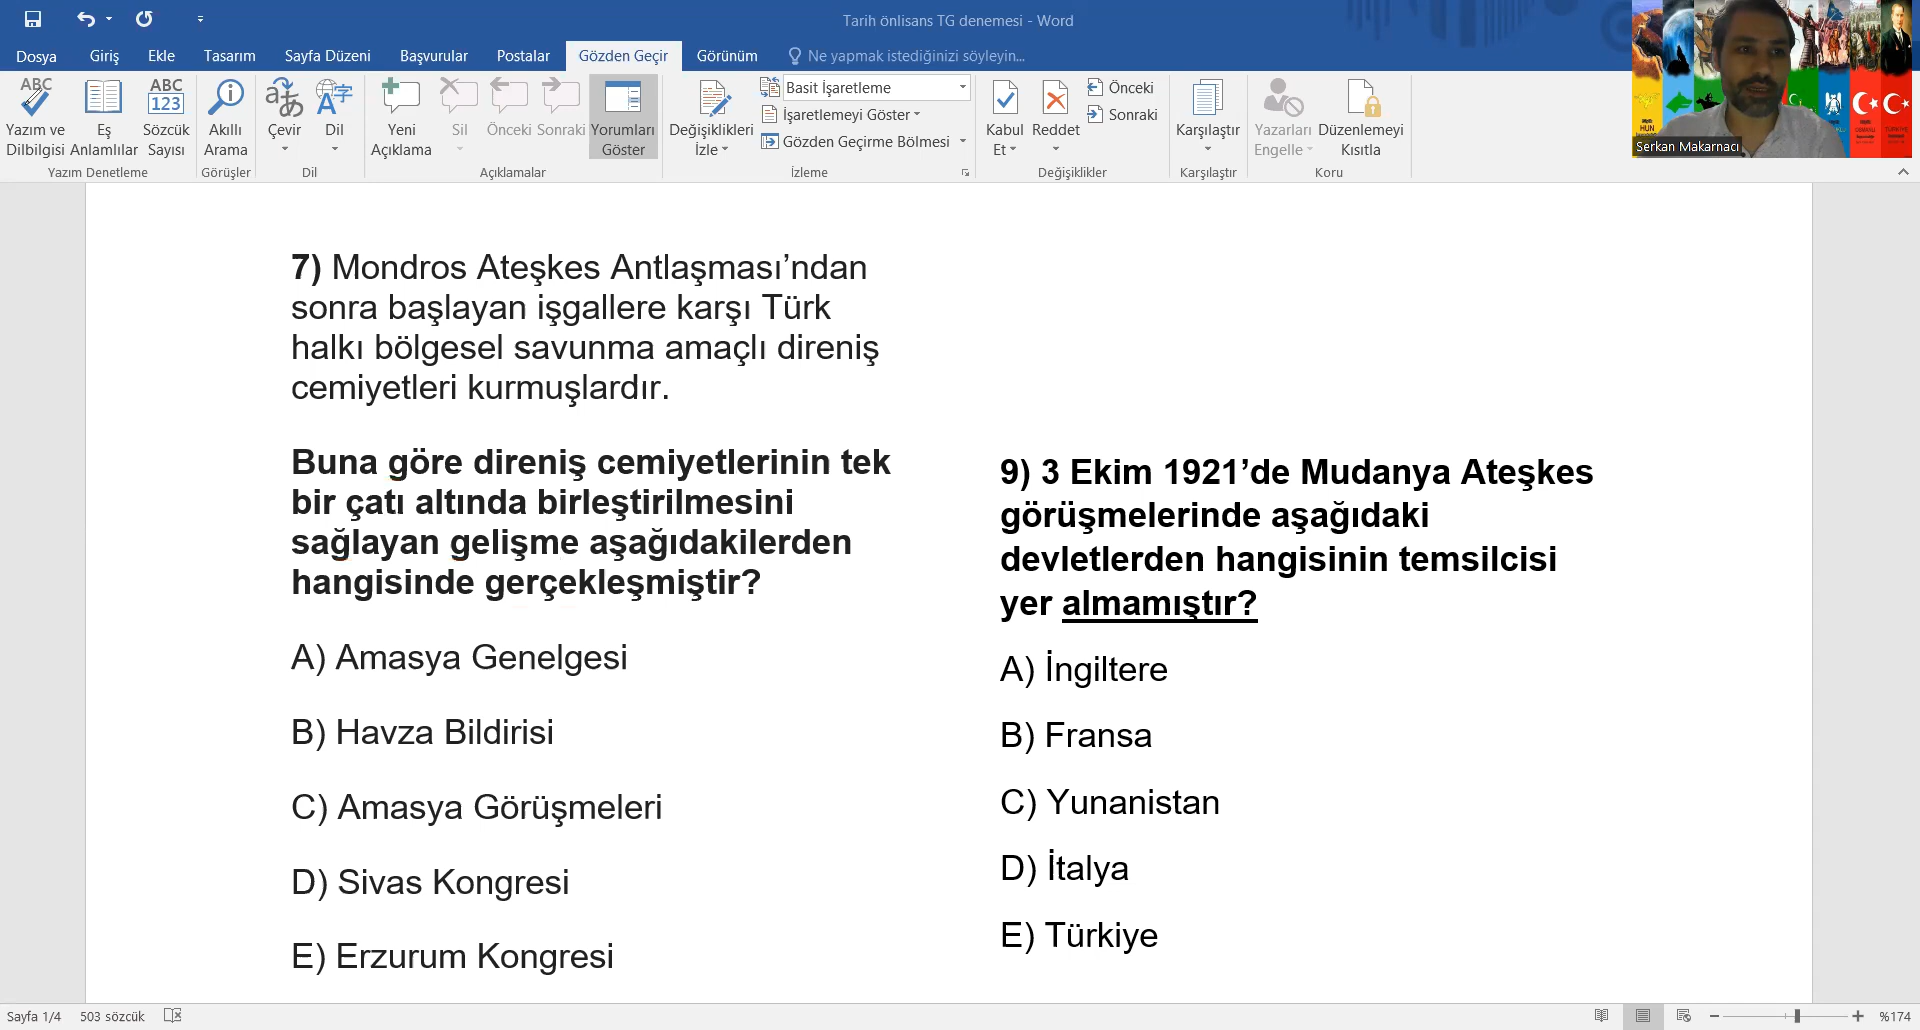 Tarih önlisans TG denemesi - Word
Dosya Giriş Ekle Tasarım Sayfa Düzeni Başvurular Postalar Gözden Geçir Görünüm Ne yapmak istediğinizi söyleyin...
ABC
Yazım ve Dilbilgisi
Eş Anlamlılar
ABC
123
Sözcük Sayısı
Yazım Denetleme
Akıllı Arama
Görüşler
Çevir
Dil
Dil
Yeni Açıklama
Sil
Önceki
Sonraki
Yorumları Göster
Açıklamalar
Değişiklikleri İzle
Basit İşaretleme
İşaretlemeyi Göster
Gözden Geçirme Bölmesi
İzleme
Kabul Et
Reddet
Önceki
Sonraki
Değişiklikler
Karşılaştır
Karşılaştır
Yazarları Engelle
Düzenlemeyi Kısıtla
Koru
Serkan Makarnacı
7) Mondros Ateşkes Antlaşması’ndan
sonra başlayan işgallere karşı Türk
halkı bölgesel savunma amaçlı direniş
cemiyetleri kurmuşlardır.
Buna göre direniş cemiyetlerinin tek
bir çatı altında birleştirilmesini
sağlayan gelişme aşağıdakilerden
hangisinde gerçekleşmiştir?
A) Amasya Genelgesi
B) Havza Bildirisi
C) Amasya Görüşmeleri
D) Sivas Kongresi
E) Erzurum Kongresi
9) 3 Ekim 1921’de Mudanya Ateşkes
görüşmelerinde aşağıdaki
devletlerden hangisinin temsilcisi
yer almamıştır?
A) İngiltere
B) Fransa
C) Yunanistan
D) İtalya
E) Türkiye
Sayfa 1/4 503 sözcük
%174